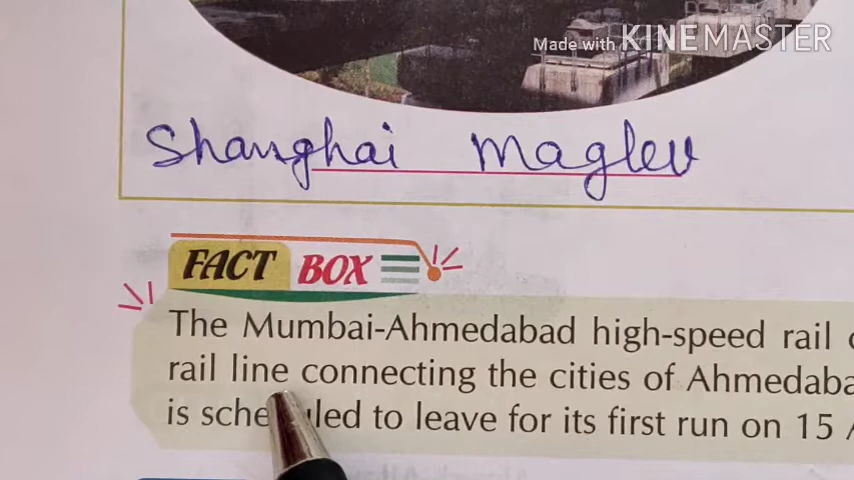 Made with KINEMASTER
Shanghai Maglev
FACT BOX
The Mumbai-Ahmedabad high-speed rail
rail line connecting the cities of
is scheduled to leave for its first run on 15